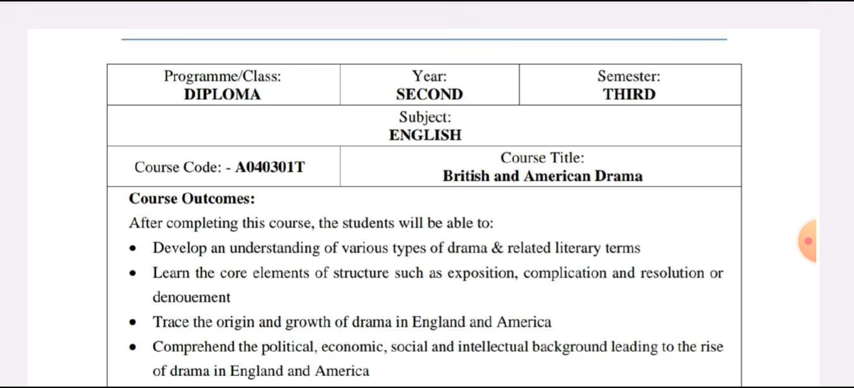 Programme/Class: Year: Semester:
DIPLOMA SECOND THIRD
Subject:
ENGLISH
Course Code: - A040301T
Course Title:
British and American Drama
Course Outcomes:
After completing this course, the students will be able to:
• Develop an understanding of various types of drama & related literary terms
• Learn the core elements of structure such as exposition, complication and resolution or
denouement
• Trace the origin and growth of drama in England and America
• Comprehend the political, economic, social and intellectual background leading to the rise
of drama in England and America